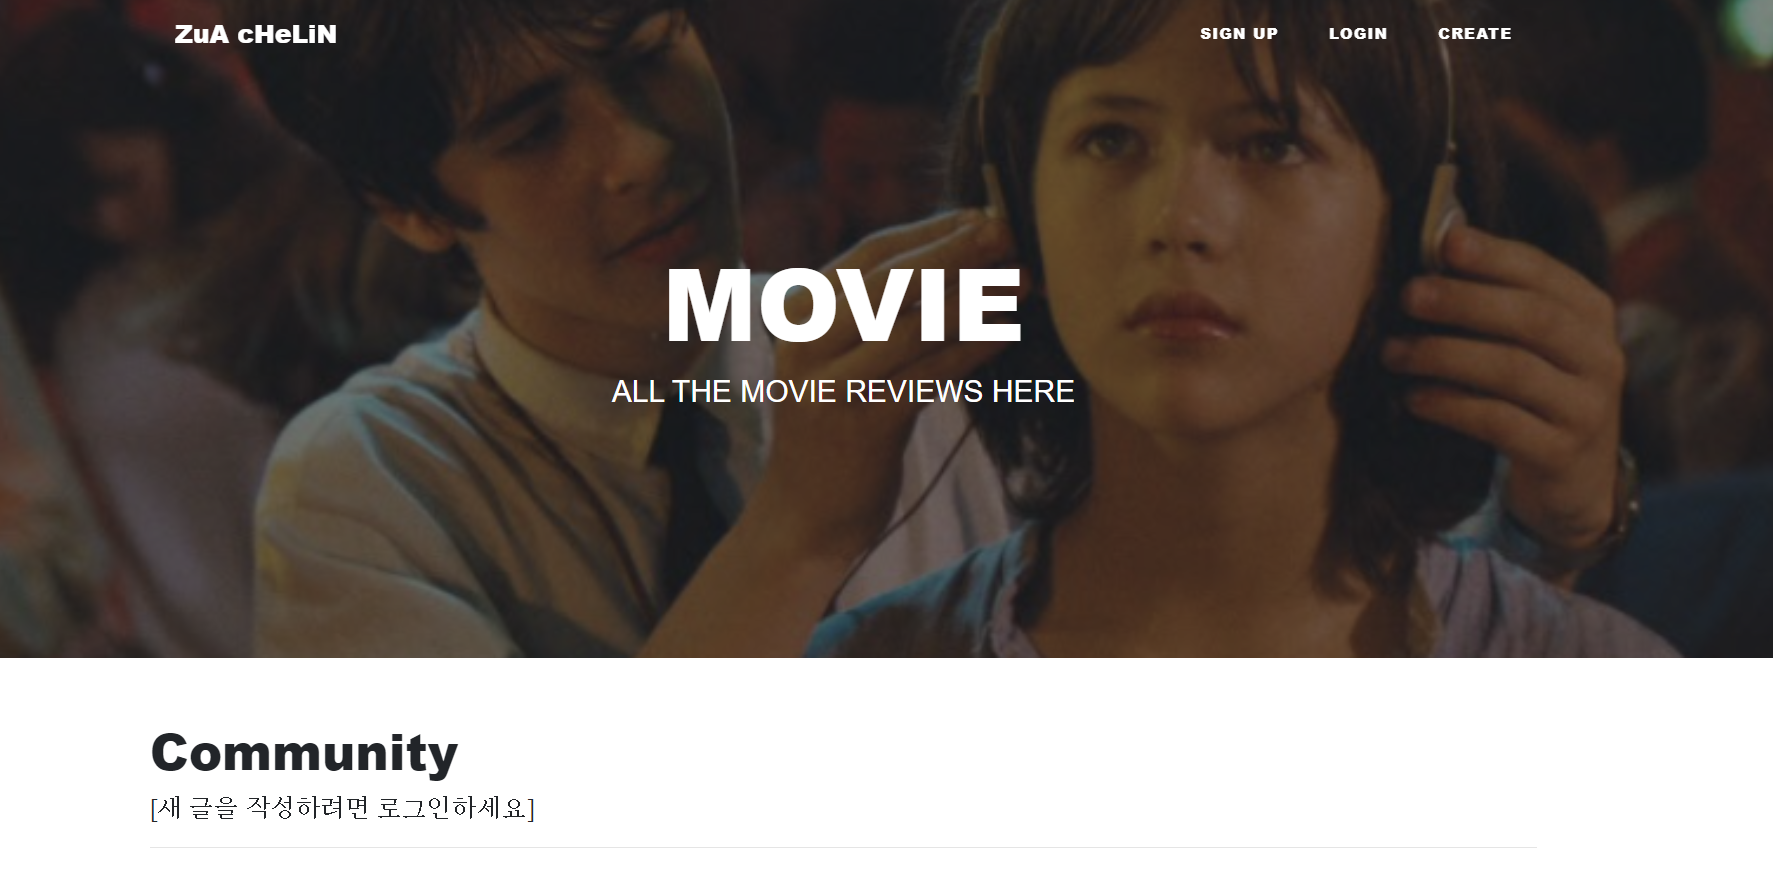 ZuA cHeLiN
SIGN UP LOGIN CREATE
MOVIE
ALL THE MOVIE REVIEWS HERE
Community
[새 글을 작성하려면 로그인하세요]